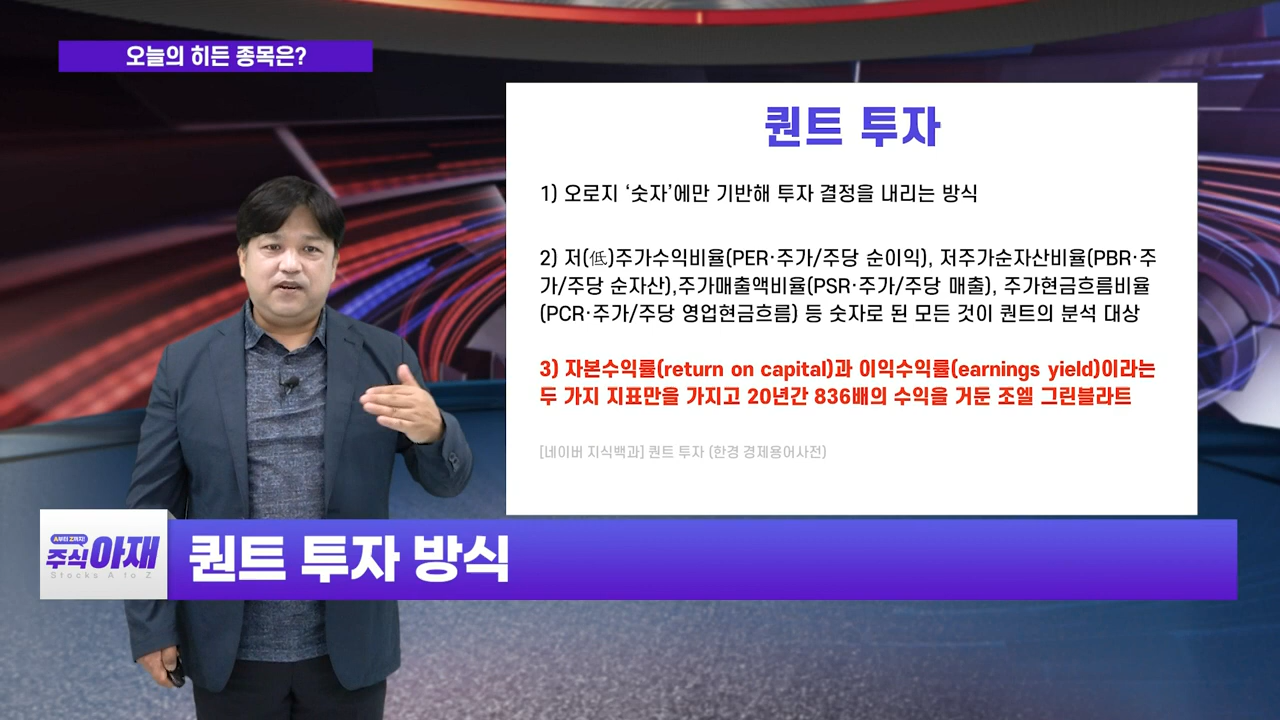 오늘의 히든 종목은?
퀀트 투자
1) 오로지 ‘숫자’에만 기반해 투자 결정을 내리는 방식
2) 저(低)주가수익비율(PER·주가/주당 순이익), 저주가순자산비율(PBR·주
가/주당 순자산),주가매출액비율(PSR·주가/주당 매출), 주가현금흐름비율
(PCR·주가/주당 영업현금흐름) 등 숫자로 된 모든 것이 퀀트의 분석 대상
3) 자본수익률(return on capital)과 이익수익률(earnings yield)이라는
두 가지 지표만을 가지고 20년간 836배의 수익을 거둔 조엘 그린블라트
[네이버 지식백과] 퀀트 투자 (한경 경제용어사전)
A부터 Z까지!
주식아재
Stocks A to Z
퀀트 투자 방식